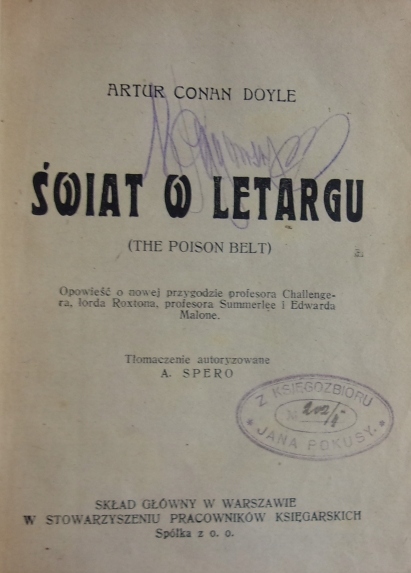 ARTUR CONAN DOYLE
ŚWIAT W LETARGU
(THE POISON BELT)
Opowieść o nowej przygodzie profesora Challenge-
ra, lorda Roxtona, profesora Summerlee i Edwarda
Malone.
Tłomaczenie autoryzowane
A. SPERO
Z KSIĘGOZBIORU
№
JANA POKUSY
SKŁAD GŁÓWNY W WARSZAWIE
W STOWARZYSZENIU PRACOWNIKÓW KSIĘGARSKICH
Spółka z o. o.